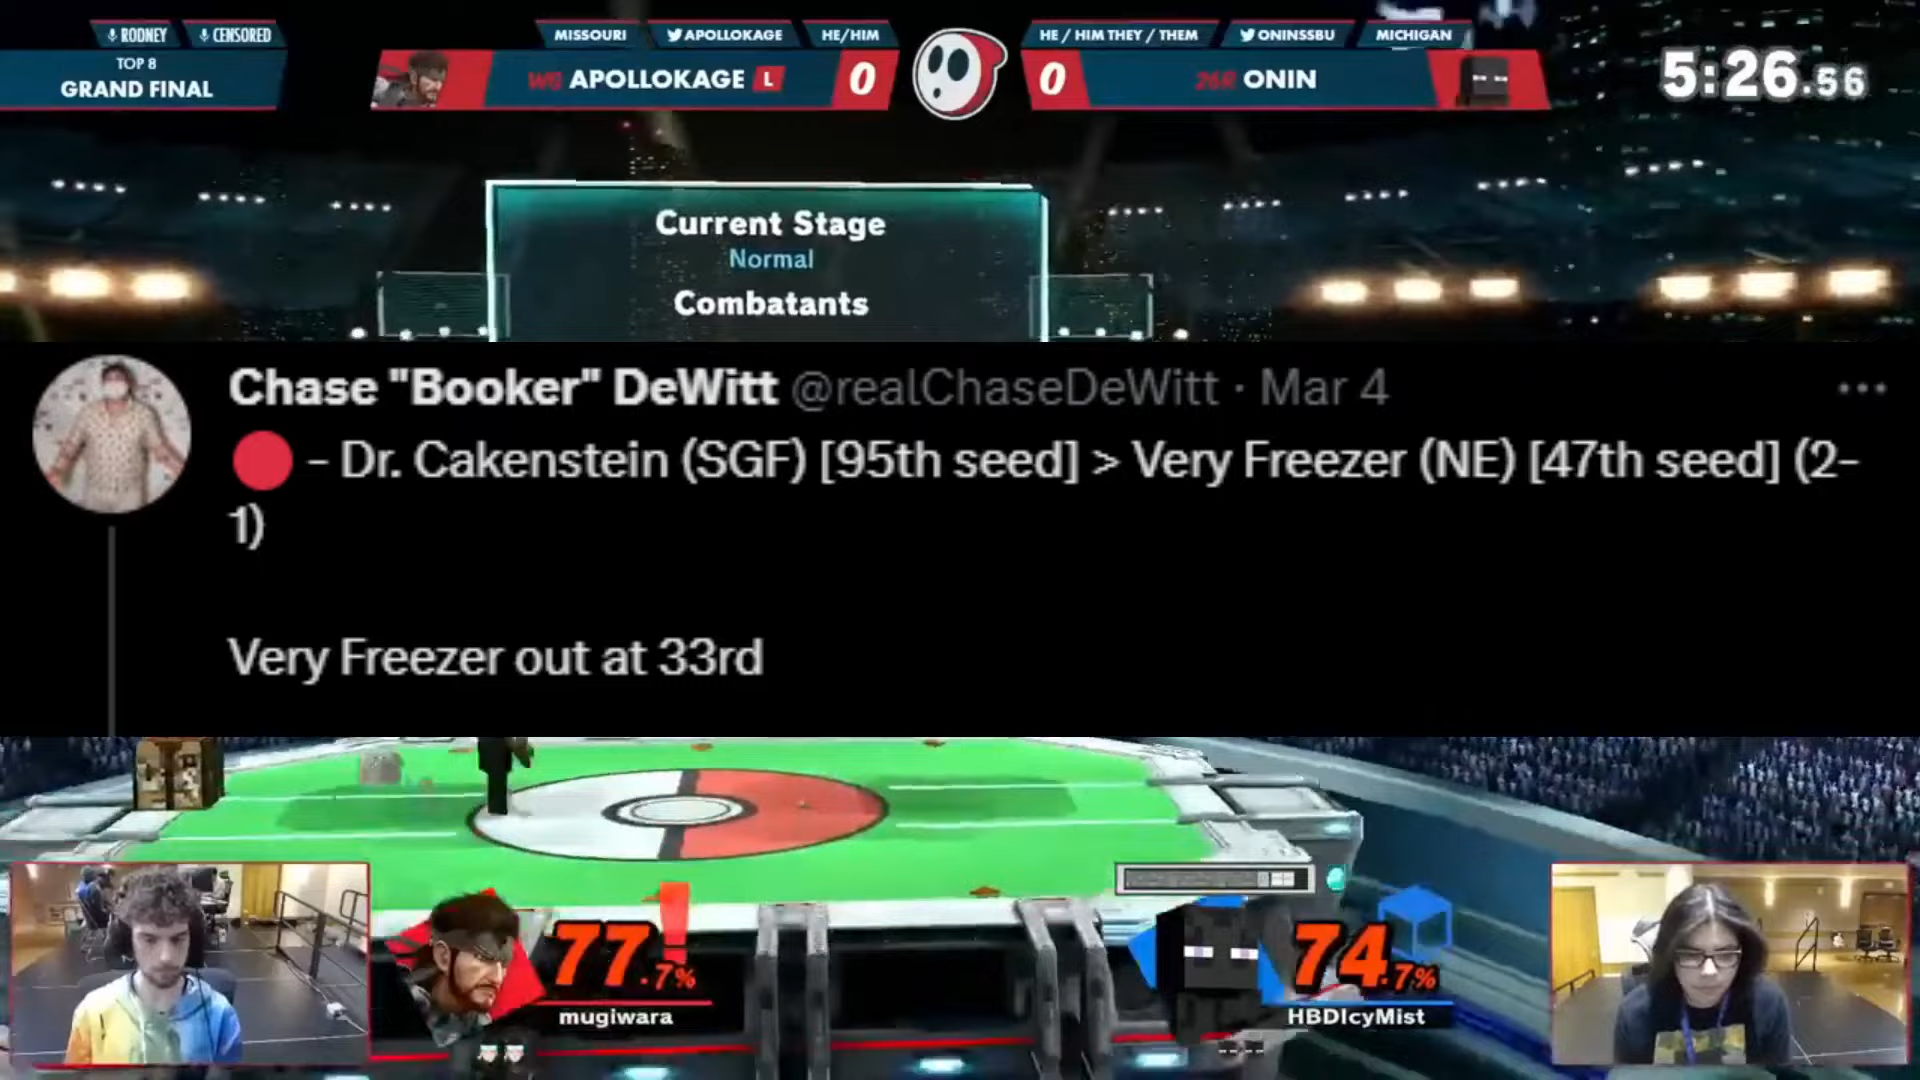 RODNEY
CENSORED
TOP 8
GRAND FINAL
MISSOURI
APOLLOKAGE
HE/HIM
WG APOLLOKAGE L
0
HE / HIM THEY / THEM
ONINSSBU
MICHIGAN
0
26R ONIN
5:26.56
Current Stage
Normal
Combatants
Chase "Booker" DeWitt @realChaseDeWitt · Mar 4
🔴 – Dr. Cakenstein (SGF) [95th seed] > Very Freezer (NE) [47th seed] (2–
1)
Very Freezer out at 33rd
77.7%
mugiwara
74.7%
HBDIcyMist